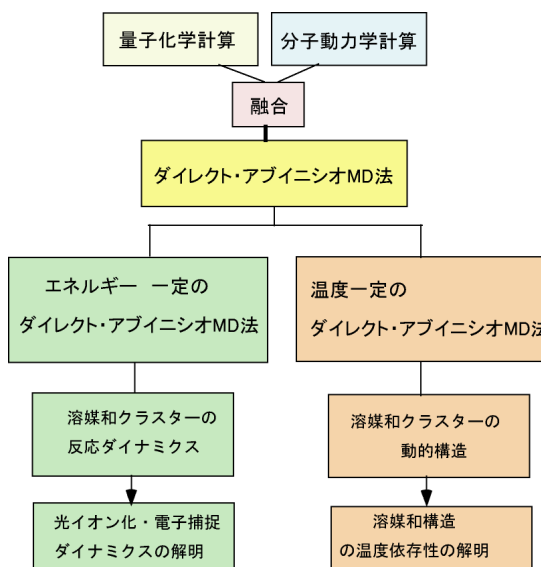 量子化学計算
分子動力学計算
融合
ダイレクト・アブイニシオMD法
エネルギー 一定の
ダイレクト・アブイニシオMD法
温度一定の
ダイレクト・アブイニシオMD法
溶媒和クラスターの
反応ダイナミクス
溶媒和クラスターの
動的構造
光イオン化・電子捕捉
ダイナミクスの解明
溶媒和構造
の温度依存性の解明